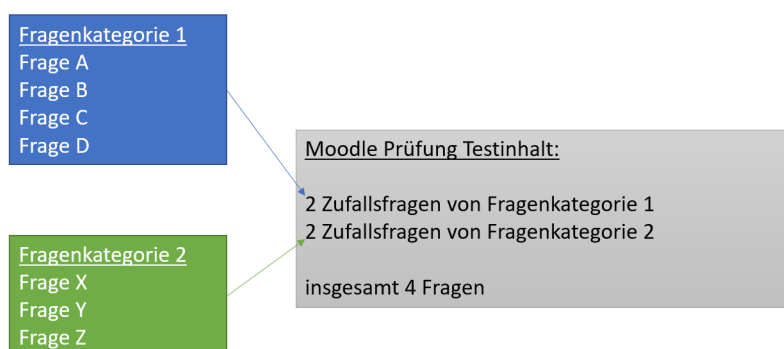 Fragenkategorie 1
Frage A
Frage B
Frage C
Frage D
Moodle Prüfung Testinhalt:
2 Zufallsfragen von Fragenkategorie 1
2 Zufallsfragen von Fragenkategorie 2
insgesamt 4 Fragen
Fragenkategorie 2
Frage X
Frage Y
Frage Z